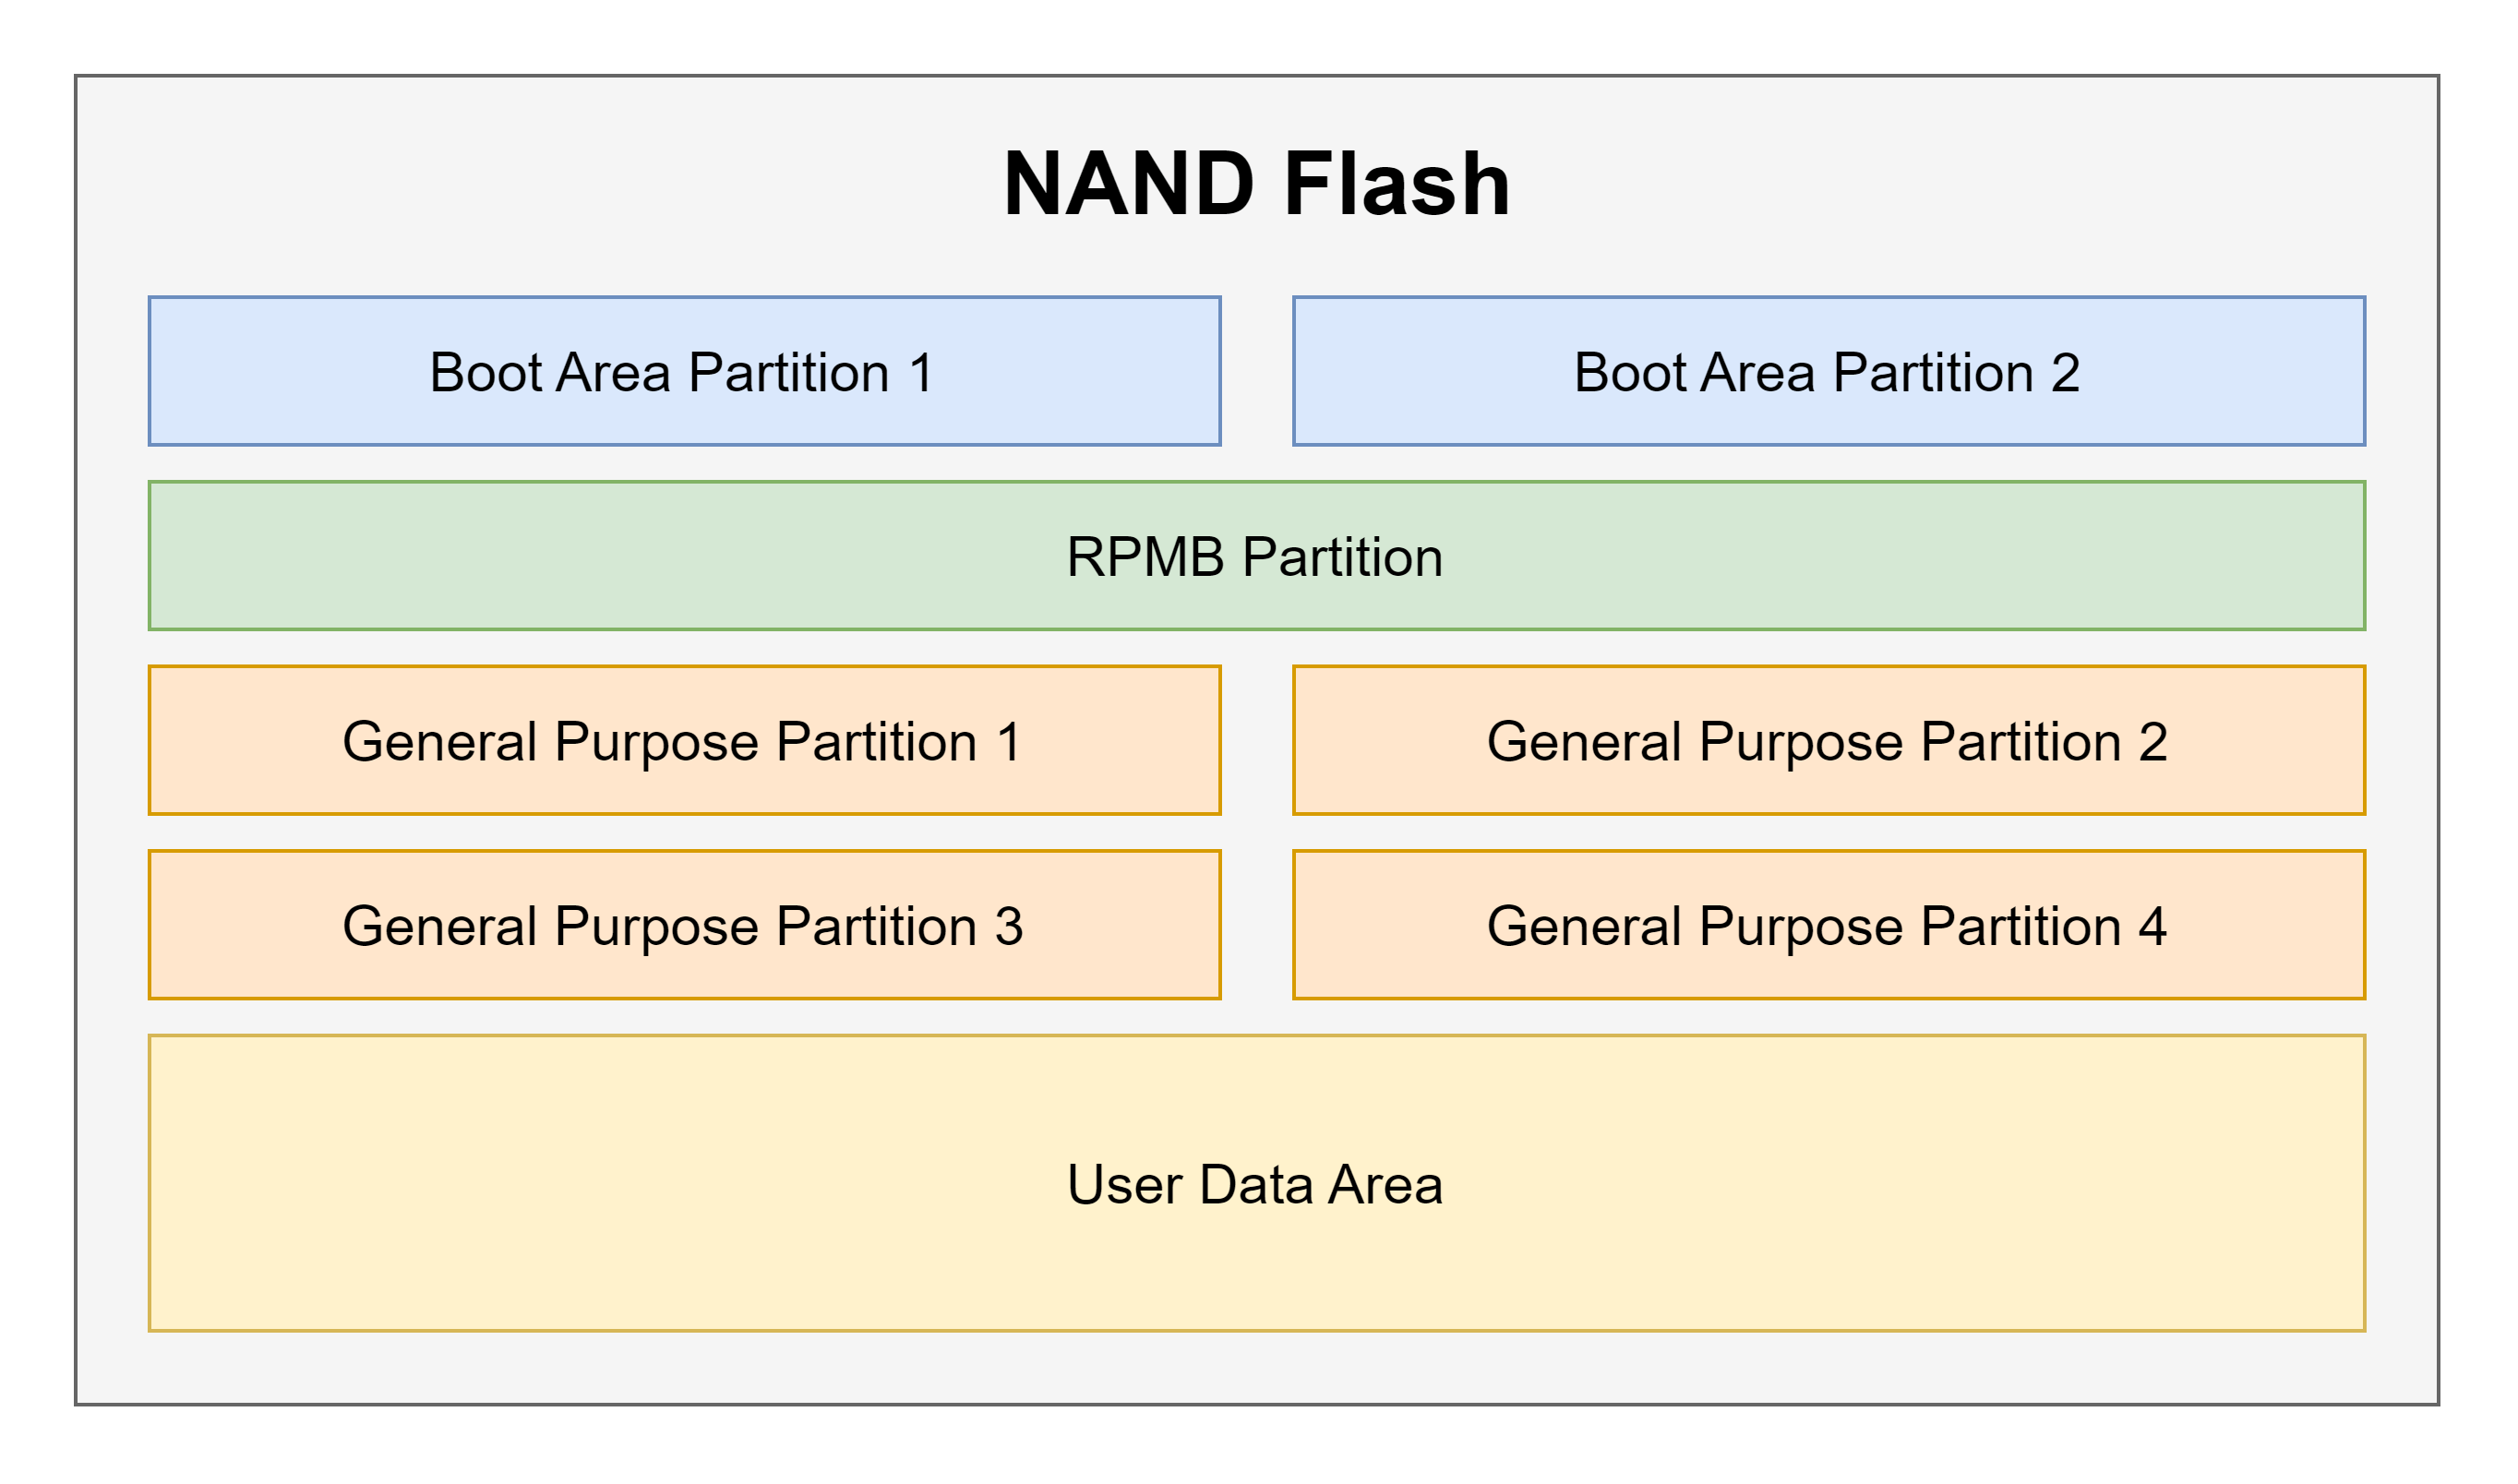 NAND Flash
Boot Area Partition 1
Boot Area Partition 2
RPMB Partition
General Purpose Partition 1
General Purpose Partition 2
General Purpose Partition 3
General Purpose Partition 4
User Data Area